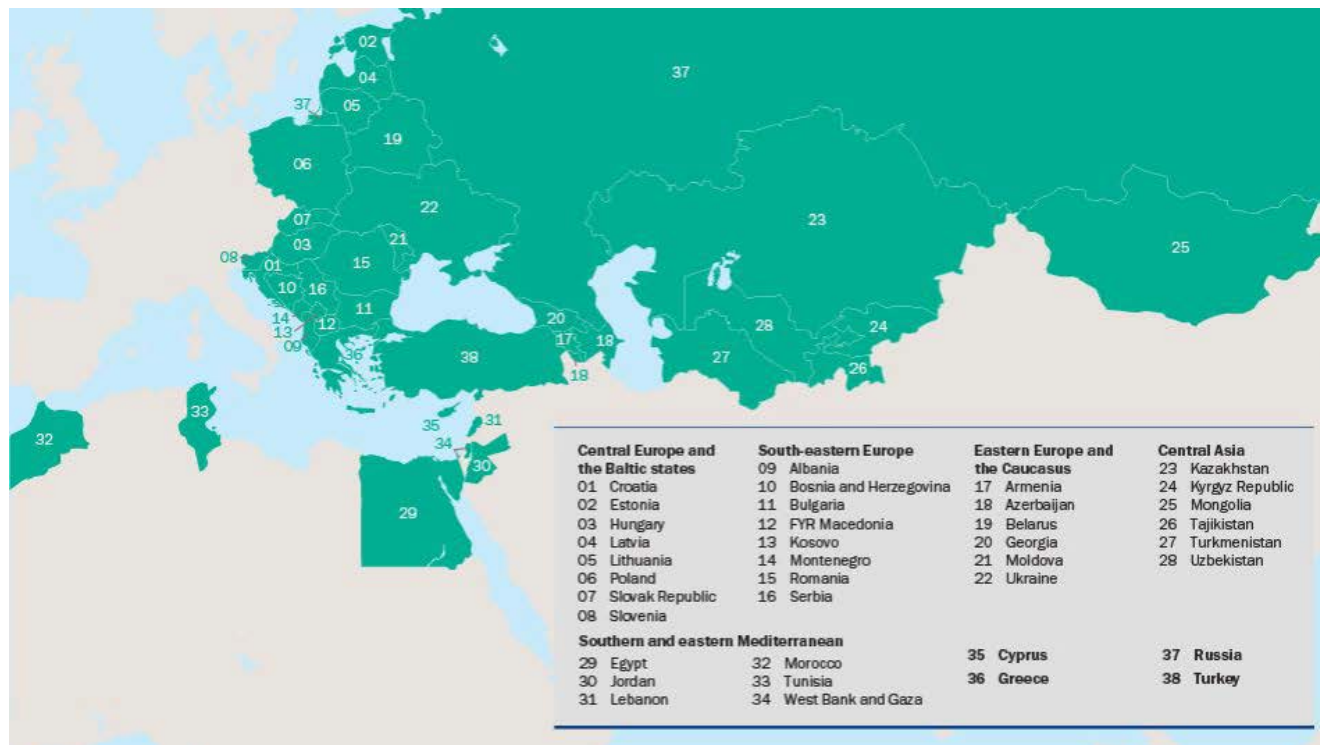 02
37
04
37
05
19
06
22
23
07
21
25
03
08
01
15
10
16
11
14
20
12
28
24
13
17
18
09
36
38
27
26
18
33
35
31
32
34
30
29
Central Europe and
the Baltic states
01 Croatia
02 Estonia
03 Hungary
04 Latvia
05 Lithuania
06 Poland
07 Slovak Republic
08 Slovenia
South-eastern Europe
09 Albania
10 Bosnia and Herzegovina
11 Bulgaria
12 FYR Macedonia
13 Kosovo
14 Montenegro
15 Romania
16 Serbia
Eastern Europe and
the Caucasus
17 Armenia
18 Azerbaijan
19 Belarus
20 Georgia
21 Moldova
22 Ukraine
Central Asia
23 Kazakhstan
24 Kyrgyz Republic
25 Mongolia
26 Tajikistan
27 Turkmenistan
28 Uzbekistan
Southern and eastern Mediterranean
29 Egypt
30 Jordan
31 Lebanon
32 Morocco
33 Tunisia
34 West Bank and Gaza
35 Cyprus
36 Greece
37 Russia
38 Turkey